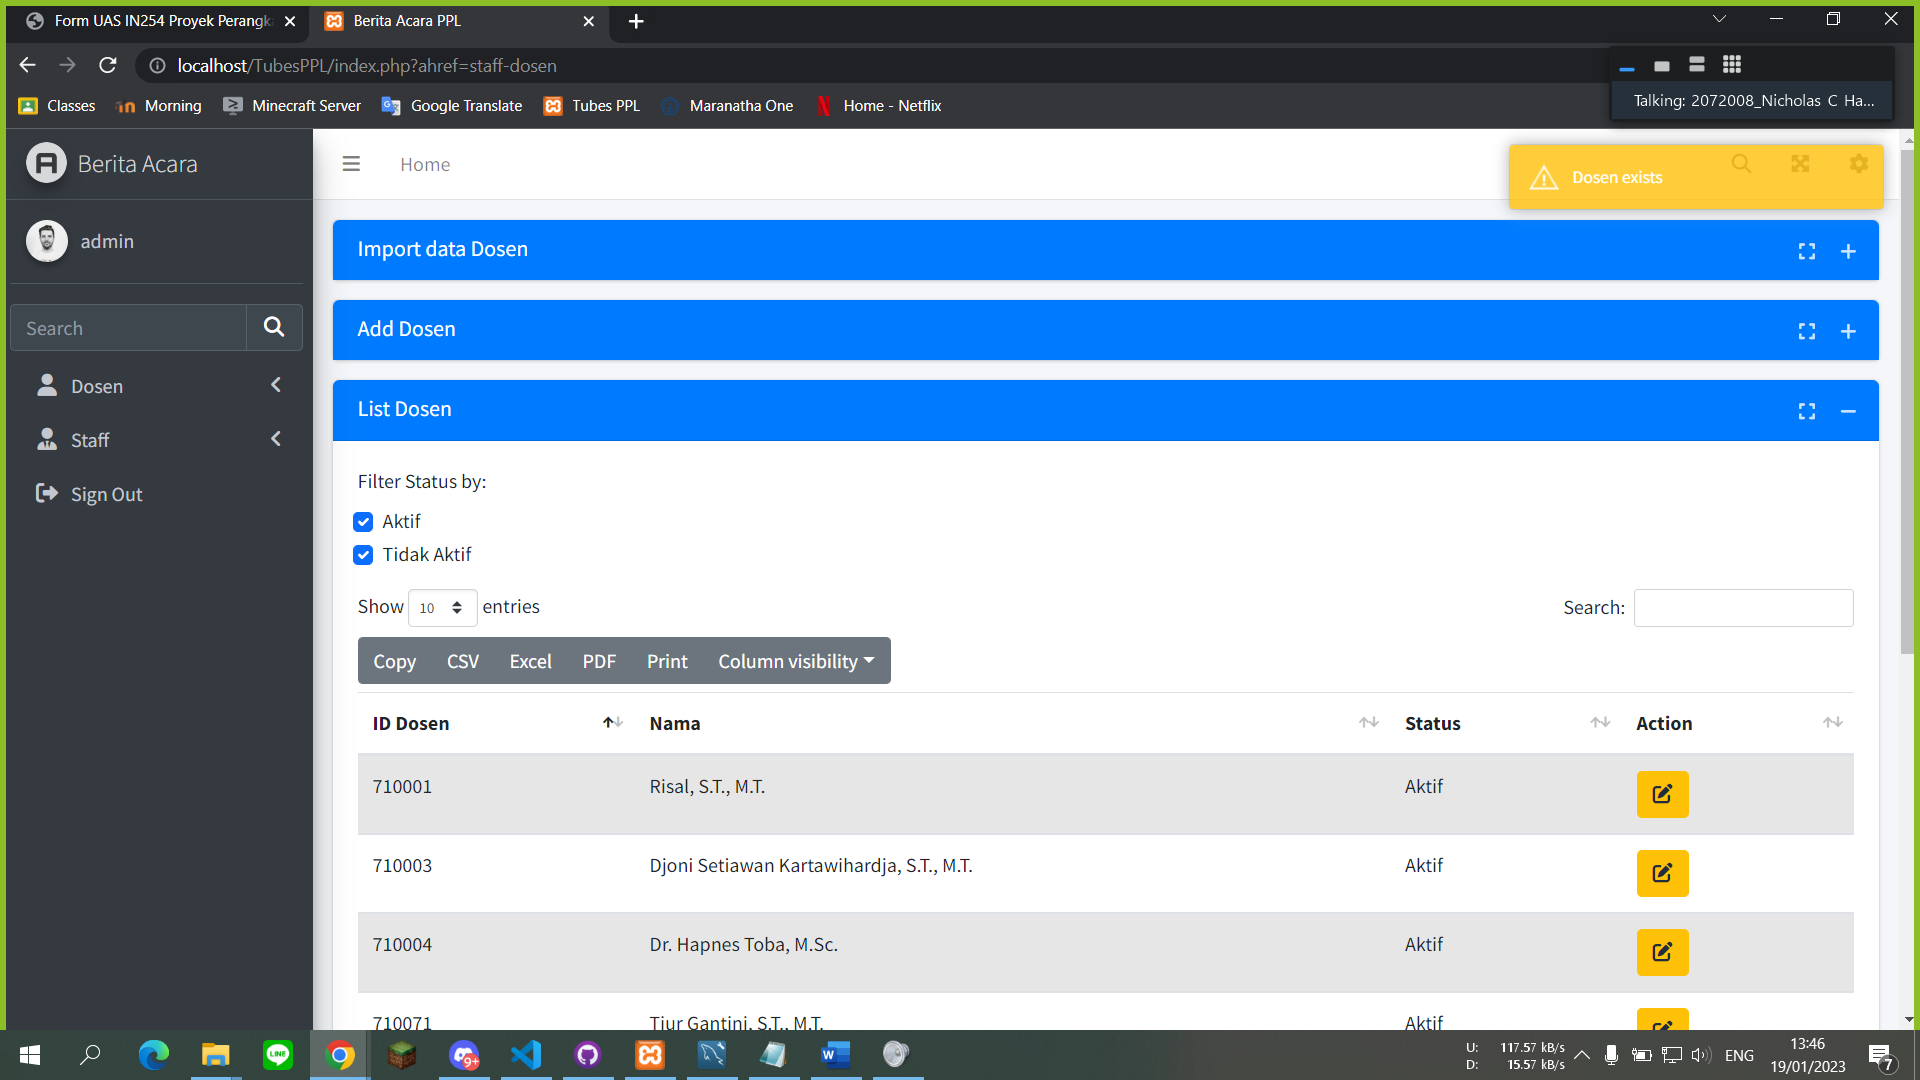 Form UAS IN254 Proyek Perangka
Berita Acara PPL
localhost/TubesPPL/index.php?ahref=staff-dosen
Classes
Morning
Minecraft Server
Google Translate
Tubes PPL
Maranatha One
Home - Netflix
Talking: 2072008_Nicholas C Ha...
Berita Acara
Home
Dosen exists
admin
Import data Dosen
Search
Add Dosen
Dosen
List Dosen
Staff
Sign Out
Filter Status by:
Aktif
Tidak Aktif
Show 10 entries
Search:
Copy CSV Excel PDF Print Column visibility
ID Dosen Nama Status Action
710001 Risal, S.T., M.T. Aktif
710003 Djoni Setiawan Kartawihardja, S.T., M.T. Aktif
710004 Dr. Hapnes Toba, M.Sc. Aktif
710071 Tiur Gantini, S.T., M.T. Aktif
LINE
9+
U: 117.57 kB/s
D: 15.57 kB/s
ENG
13:46
19/01/2023
7